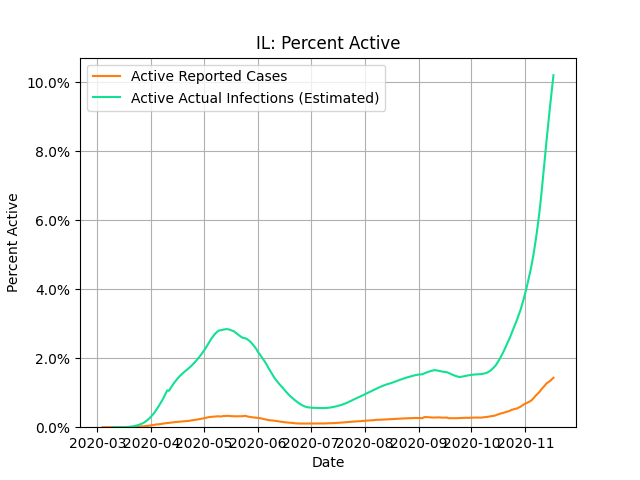 IL: Percent Active
Active Reported Cases
Active Actual Infections (Estimated)
10.0%
8.0%
6.0%
4.0%
2.0%
0.0%
Percent Active
2020-03 2020-04 2020-05 2020-06 2020-07 2020-08 2020-09 2020-10 2020-11
Date